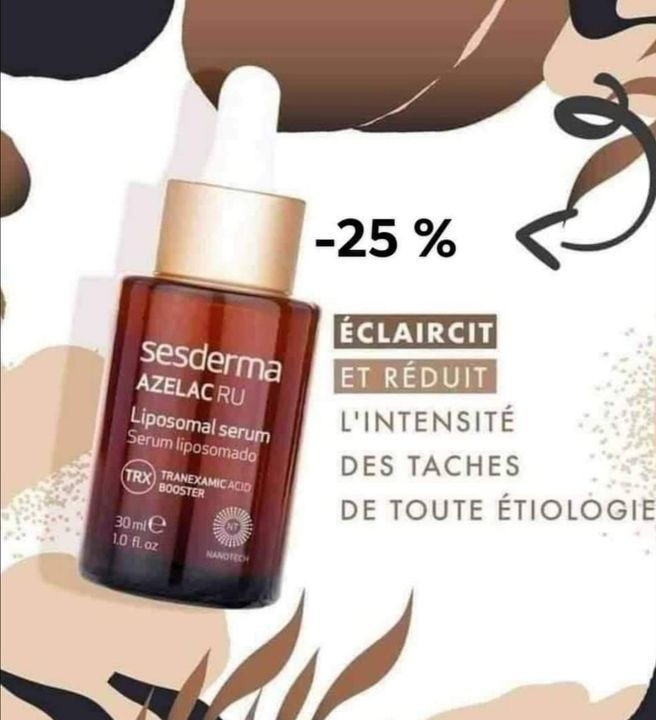 -25 %
sesderma
AZELAC RU
Liposomal serum
Serum liposomado
TRX TRANEXAMIC ACID
BOOSTER
30 ml e
1.0 fl. oz
NT
NANOTECH
ÉCLAIRCIT
ET RÉDUIT
L'INTENSITÉ
DES TACHES
DE TOUTE ÉTIOLOGIE